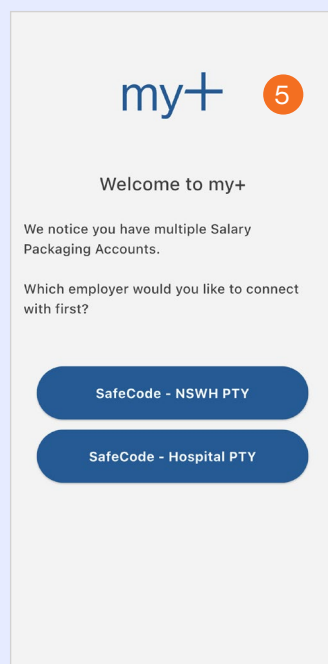 my+
5
Welcome to my+
We notice you have multiple Salary
Packaging Accounts.
Which employer would you like to connect
with first?
SafeCode - NSWH PTY
SafeCode - Hospital PTY